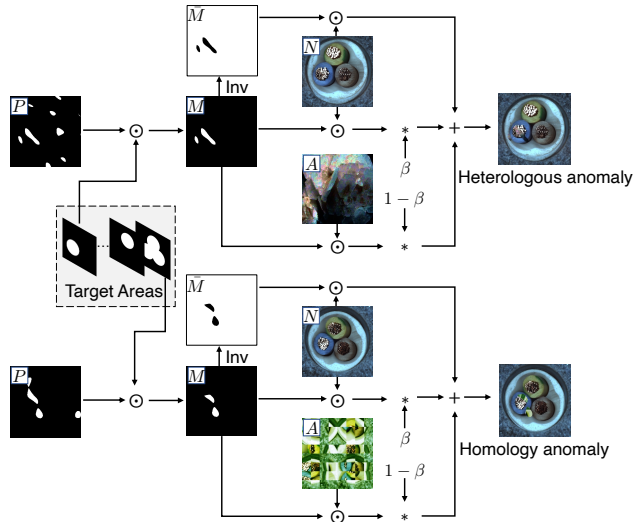 M̄
N
P
Inv
M
A
β
1 − β
Heterologous anomaly
Target Areas
M̄
N
P
Inv
M
A
β
1 − β
Homology anomaly